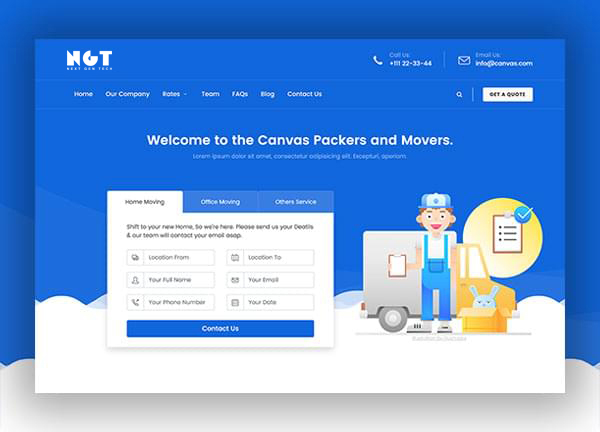 NGT
NEXT GEN TECH
Call Us:
+111 22-33-44
Email Us:
info@canvas.com
Home Our Company Rates Team FAQs Blog Contact Us
GET A QUOTE
Welcome to the Canvas Packers and Movers.
Lorem ipsum dolor sit amet, consectetur adipisicing elit. Excepturi, aperiam.
Home Moving Office Moving Others Service
Shift to your new Home, So we're here. Please send us your Deatils
& our team will contact your email asap.
Location From Location To
Your Full Name Your Email
Your Phone Number Your Date
Contact Us